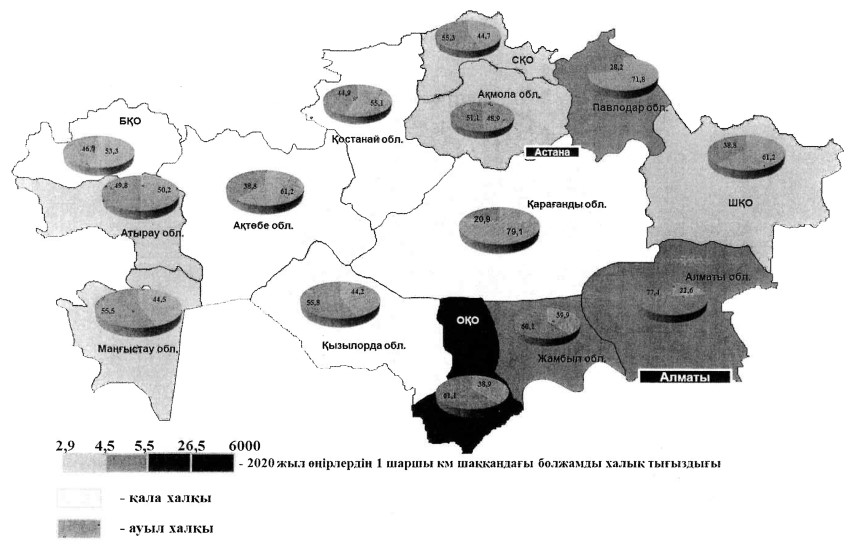 55,3 44,7
СҚО
44,9 55,1
Қостанай обл.
Ақмола обл.
51,1 48,9
Астана
28,2
71,8
Павлодар обл.
БҚО
53,3
38,8 61,2
ШҚО
49,8 50,2
Атырау обл.
38,8 61,2
Ақтөбе обл.
Қарағанды обл.
20,9
79,1
44,5
55,5
Маңғыстау обл.
55,8 44,2
Қызылорда обл.
ОҚО
61,1 38,9
60,1 39,9
Жамбыл обл.
Алматы обл.
77,4 22,6
Алматы
2,9 4,5 5,5 26,5 6000
- 2020 жыл өңірлердің 1 шаршы км шаққандағы болжамды халық тығыздығы
- қала халқы
- ауыл халқы